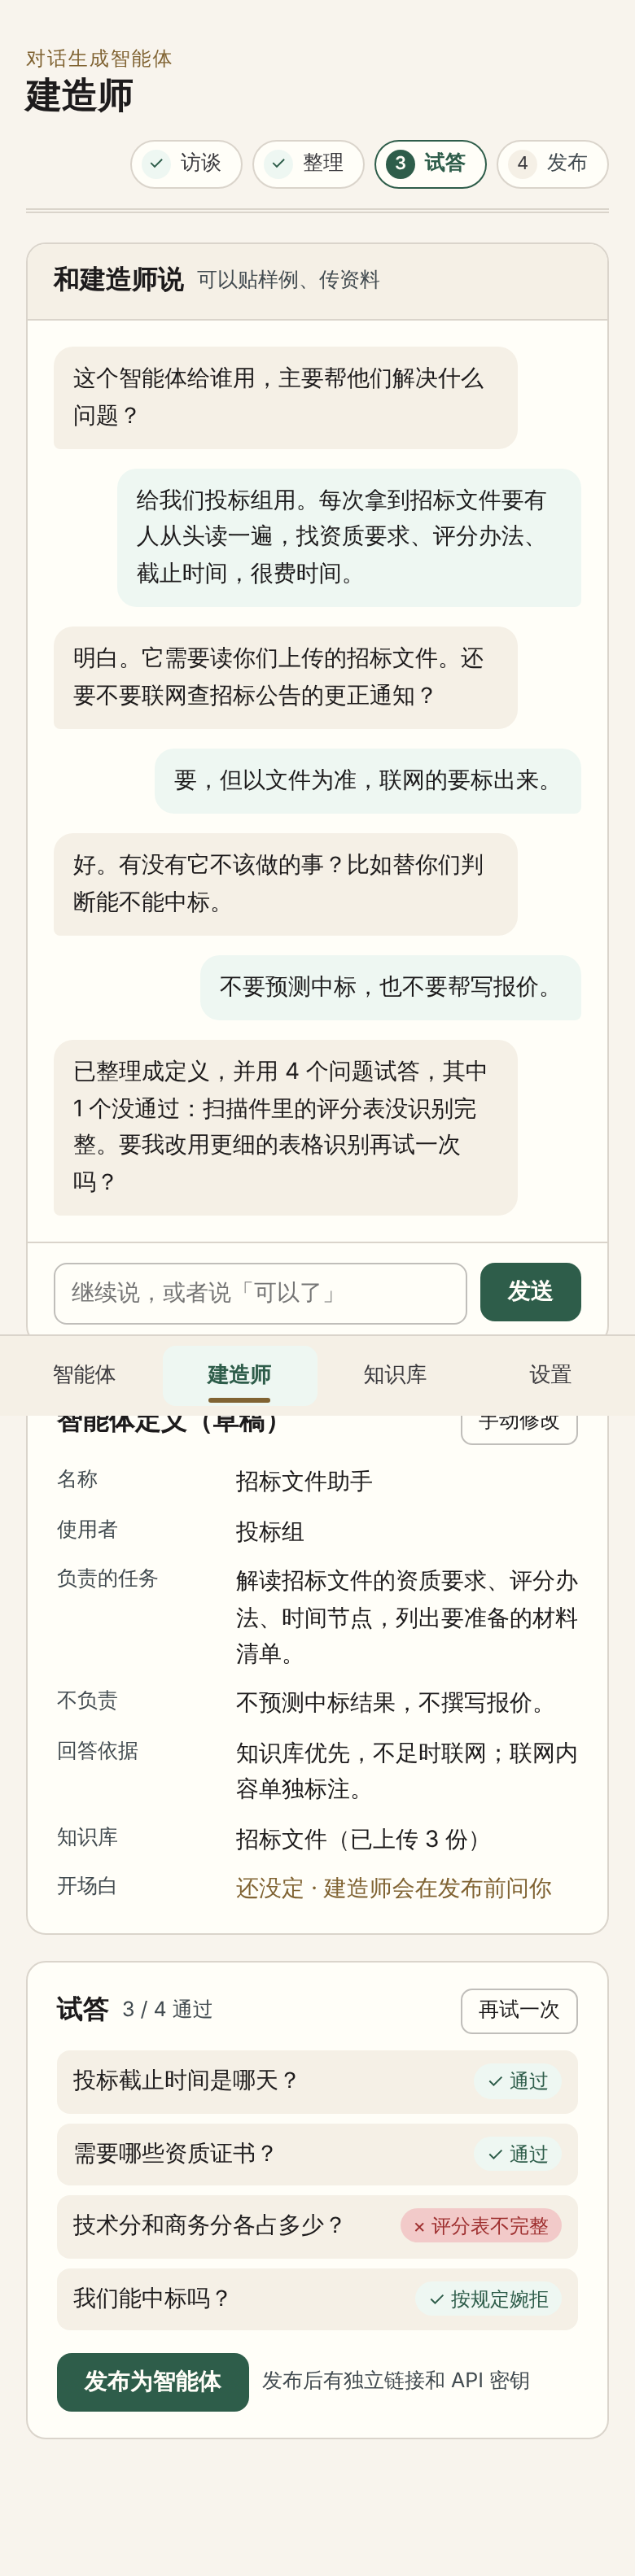 对话生成智能体
建造师
✓ 访谈
✓ 整理
3 试答
4 发布
和建造师说 可以贴样例、传资料
这个智能体给谁用，主要帮他们解决什么
问题？
给我们投标组用。每次拿到招标文件要有
人从头读一遍，找资质要求、评分办法、
截止时间，很费时间。
明白。它需要读你们上传的招标文件。还
要不要联网查招标公告的更正通知？
要，但以文件为准，联网的要标出来。
好。有没有它不该做的事？比如替你们判
断能不能中标。
不要预测中标，也不要帮写报价。
已整理成定义，并用 4 个问题试答，其中
1 个没通过：扫描件里的评分表没识别完
整。要我改用更细的表格识别再试一次
吗？
继续说，或者说「可以了」
发送
智能体
建造师
知识库
设置
智能体定义（草稿）
手动修改
名称 招标文件助手
使用者 投标组
负责的任务 解读招标文件的资质要求、评分办
法、时间节点，列出要准备的材料
清单。
不负责 不预测中标结果，不撰写报价。
回答依据 知识库优先，不足时联网；联网内
容单独标注。
知识库 招标文件（已上传 3 份）
开场白 还没定 · 建造师会在发布前问你
试答 3 / 4 通过
再试一次
投标截止时间是哪天？ ✓ 通过
需要哪些资质证书？ ✓ 通过
技术分和商务分各占多少？ × 评分表不完整
我们能中标吗？ ✓ 按规定婉拒
发布为智能体 发布后有独立链接和 API 密钥